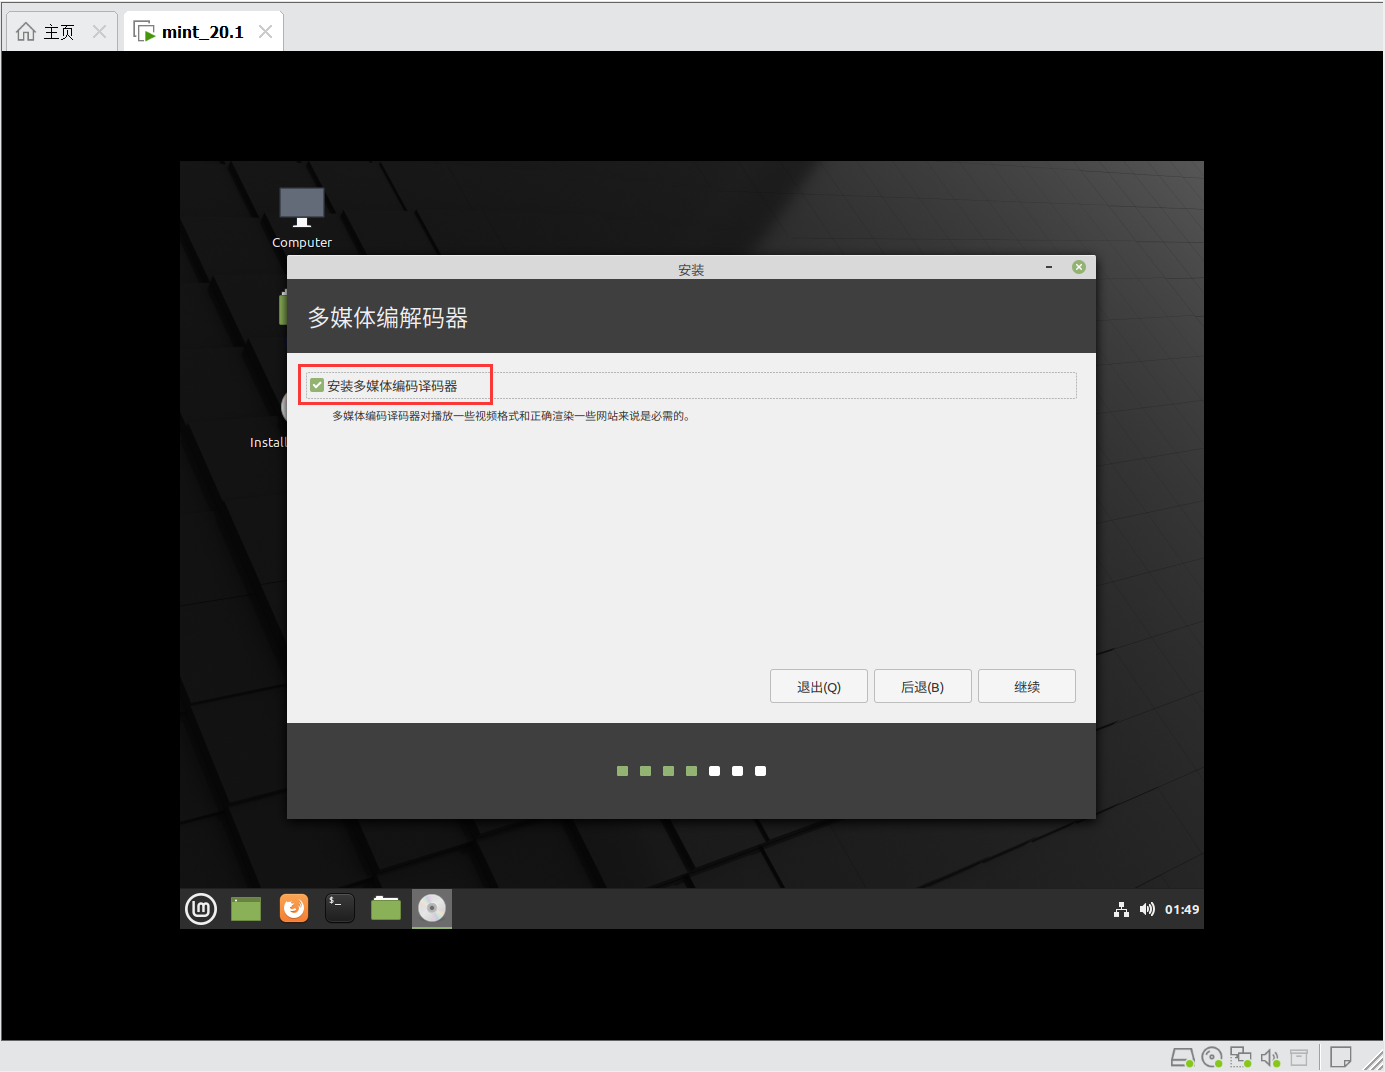 主页
mint_20.1
Computer
安装
多媒体编解码器
安装多媒体编码译码器
多媒体编码译码器对播放一些视频格式和正确渲染一些网站来说是必需的。
Install
退出(Q)
后退(B)
继续
$_
01:49